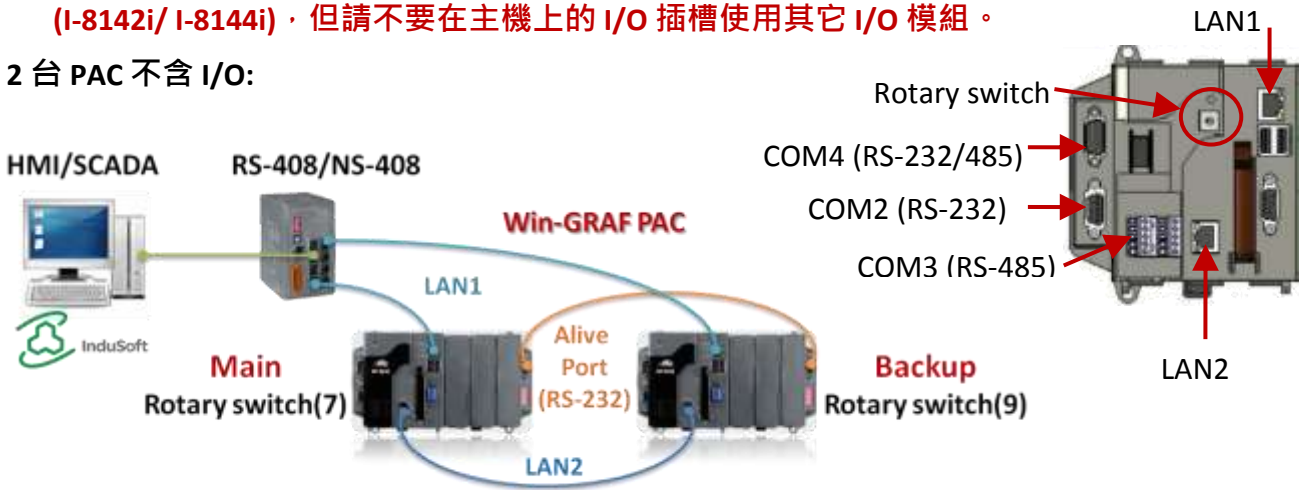 (I-8142i/ I-8144i)，但請不要在主機上的 I/O 插槽使用其它 I/O 模組。
2 台 PAC 不含 I/O:
LAN1
Rotary switch
COM4 (RS-232/485)
COM2 (RS-232)
COM3 (RS-485)
LAN2
HMI/SCADA
RS-408/NS-408
Win-GRAF PAC
LAN1
InduSoft
Main
Rotary switch(7)
Alive
Port
(RS-232)
Backup
Rotary switch(9)
LAN2